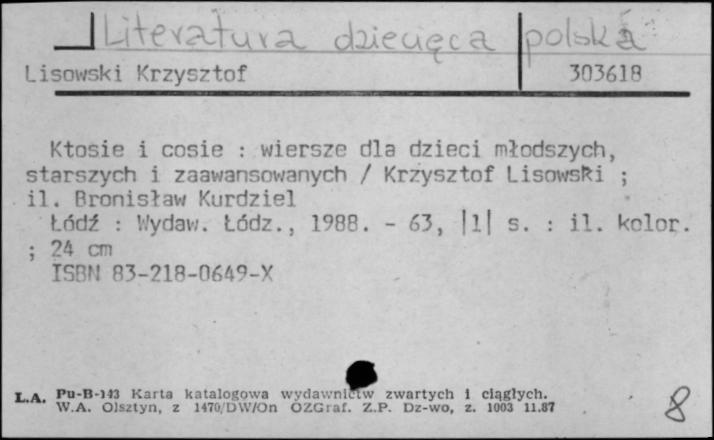 Literatura dziecięca polska
Lisowski Krzysztof 303618
Ktosie i cosie : wiersze dla dzieci młodszych,
starszych i zaawansowanych / Krzysztof Lisowski ;
il. Bronisław Kurdziel
Łódź : Wydaw. Łódz., 1988. - 63, |1| s. : il. kolor.
; 24 cm
ISBN 83-218-0649-X
L.A. Pu-B-143 Karta katalogowa wydawnictw zwartych i ciągłych.
W.A. Olsztyn, z 1470/DW/On OZGraf. Z.P. Dz-wo, z. 1003 11.87
8